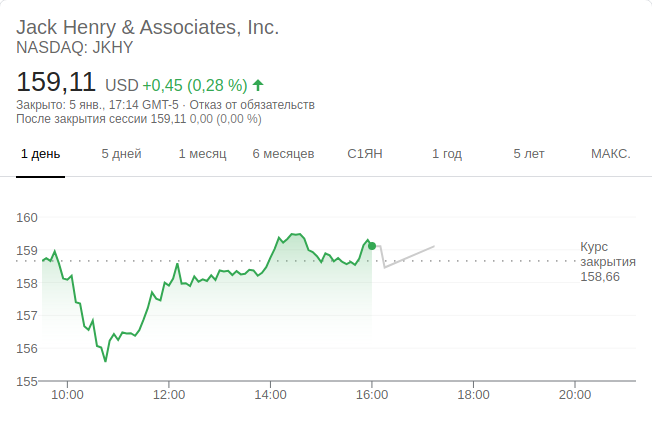 Jack Henry & Associates, Inc.
NASDAQ: JKHY
159,11 USD +0,45 (0,28 %)
Закрыто: 5 янв., 17:14 GMT-5 · Отказ от обязательств
После закрытия сессии 159,11 0,00 (0,00 %)
1 день 5 дней 1 месяц 6 месяцев С1ЯН 1 год 5 лет МАКС.
160
159
158
157
156
155
Курс
закрытия
158,66
10:00 12:00 14:00 16:00 18:00 20:00